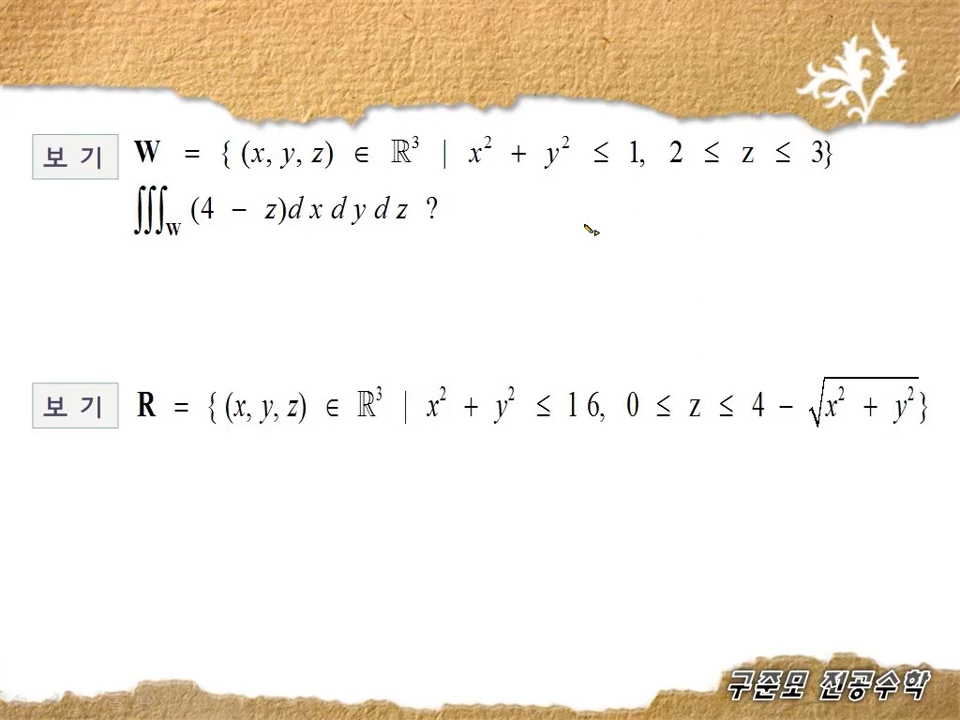 보 기 W = { (x, y, z) ∈ ℝ³ | x² + y² ≤ 1, 2 ≤ z ≤ 3}
∭_W (4 − z)d x d y d z ?
보 기 R = { (x, y, z) ∈ ℝ³ | x² + y² ≤ 1 6, 0 ≤ z ≤ 4 − √(x² + y²) }
구준모 전공수학